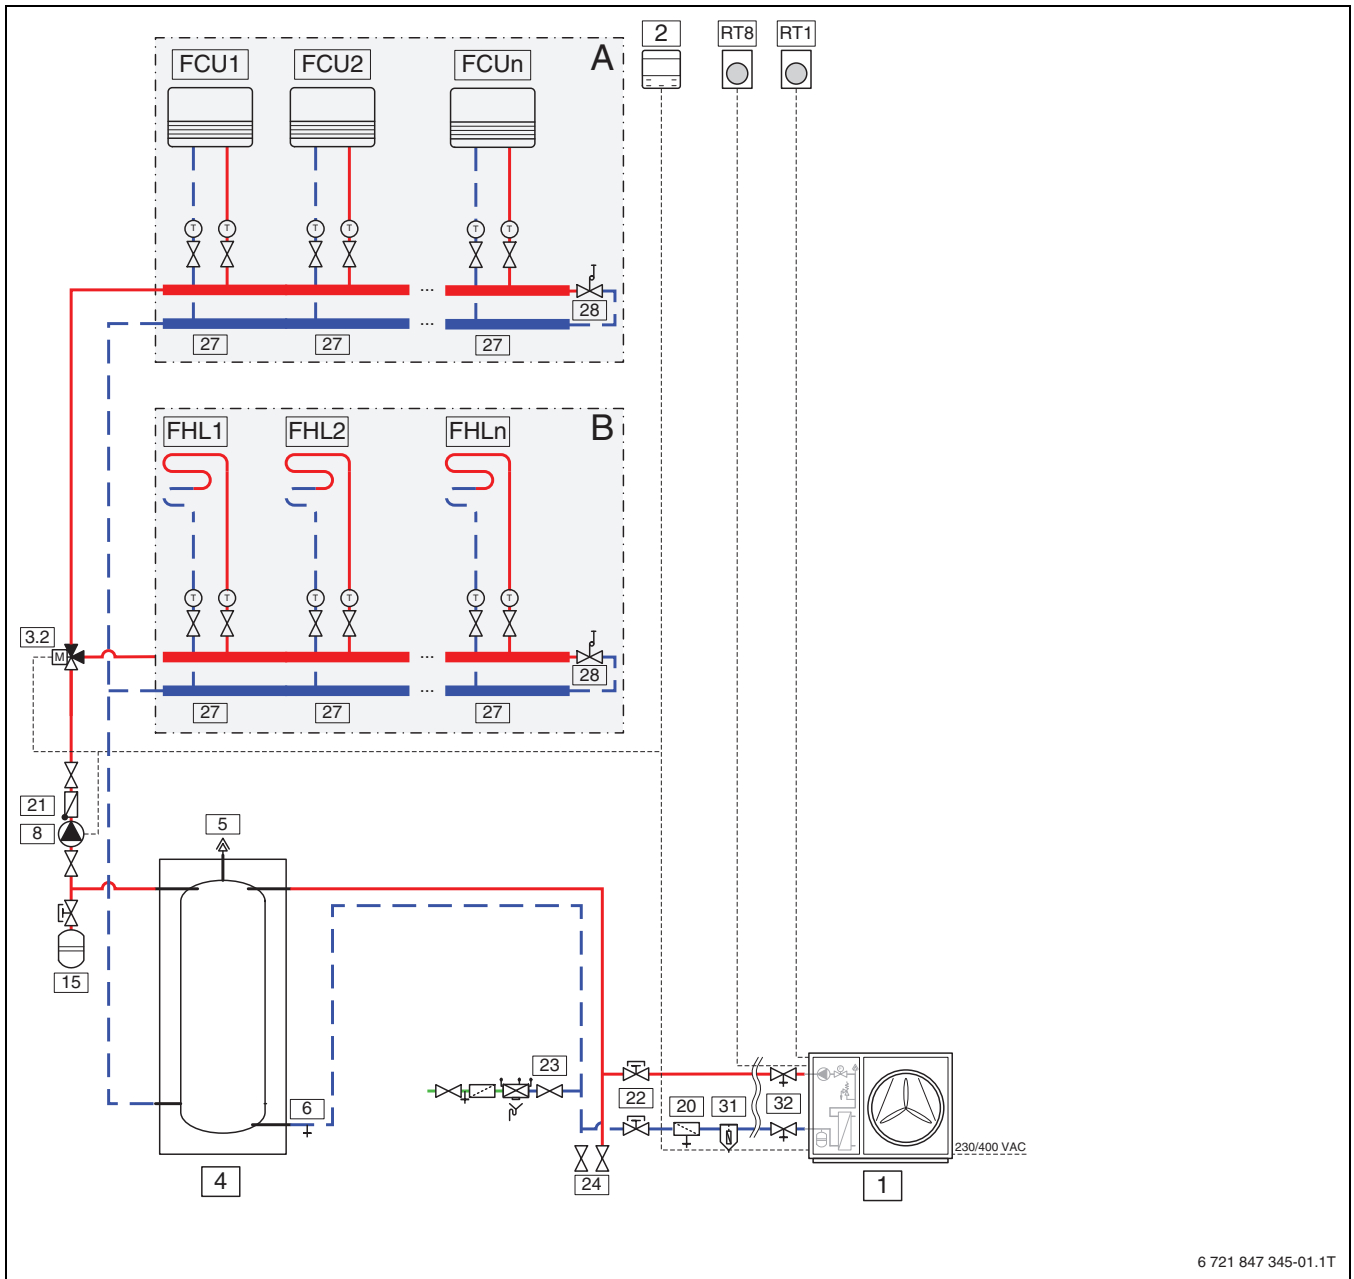 2 RT8 RT1
A
FCU1 FCU2 FCUn
T T T T T T
...
28
...
27 27 27
B
FHL1 FHL2 FHLn
T T T T T T
3.2
M
...
28
...
27 27 27
21
8
5
15
23
6
22 20 31 32
230/400 VAC
24
4
1
6 721 847 345-01.1T